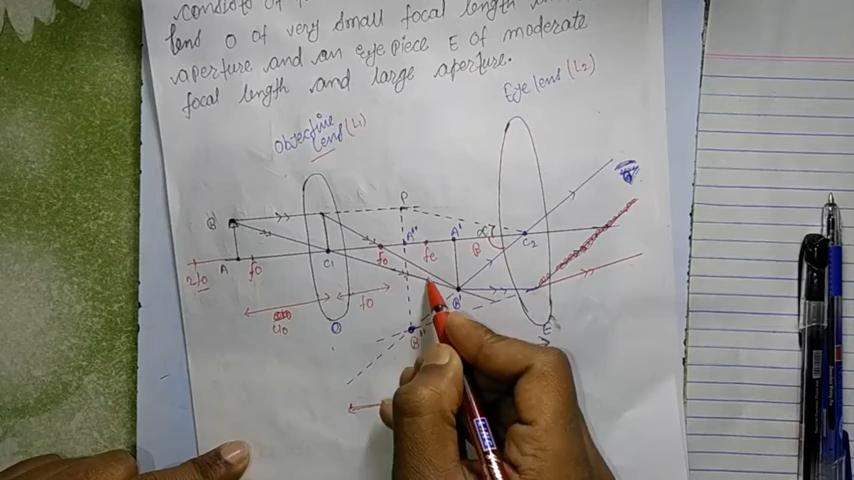 consists of
lens O of very small focal length
aperture and an eye piece E of moderate
focal length and large aperture.
Objective lens (L1)
Eye lens (L2)
P
B
A
2fo
fo
C1
fo
A"
fe
A'
β
α
C2
uo
fo
O
B"
B'
E